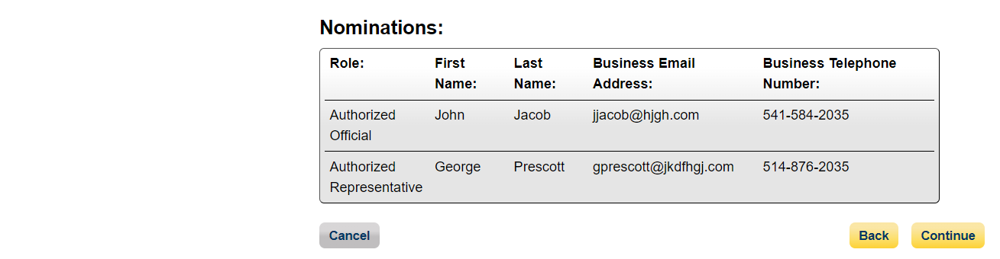 Nominations:
Role: First Name: Last Name: Business Email Address: Business Telephone Number:
Authorized Official John Jacob jjacob@hjgh.com 541-584-2035
Authorized Representative George Prescott gprescott@jkdfhgj.com 514-876-2035
Cancel Back Continue